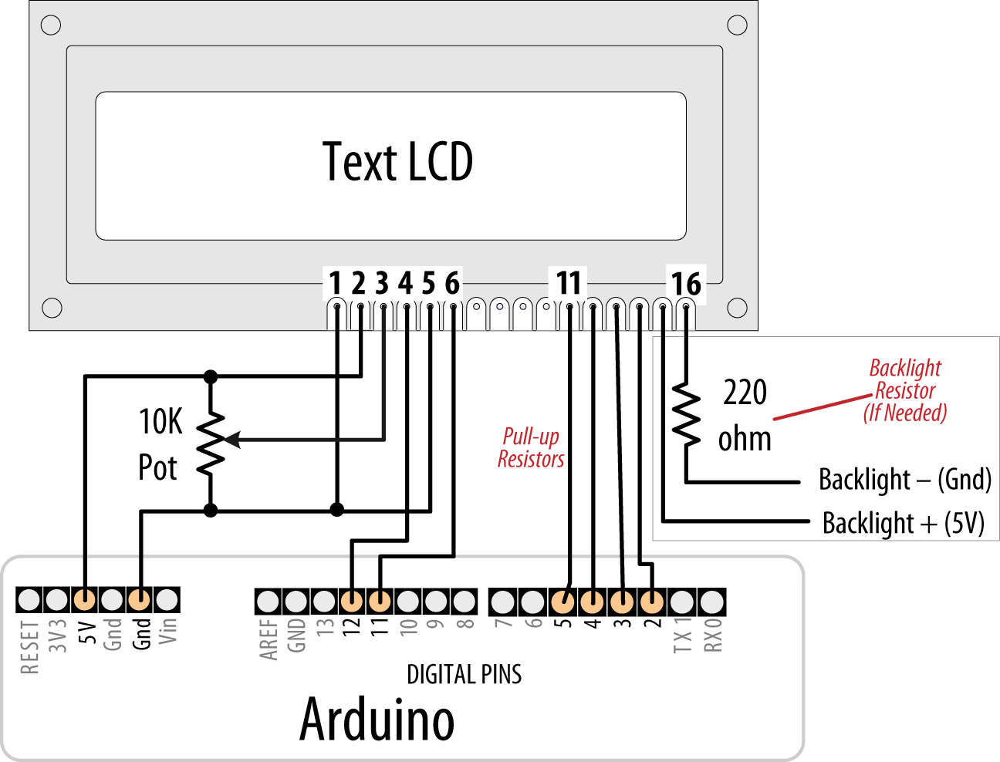 Text LCD
1 2 3 4 5 6 11 16
10K
Pot
Pull-up
Resistors
220
ohm
Backlight
Resistor
(If Needed)
Backlight – (Gnd)
Backlight + (5V)
RESET
3V3
5V
Gnd
Gnd
Vin
AREF
GND
13
12
11
10
9
8
7
6
5
4
3
2
TX 1
RX 0
DIGITAL PINS
Arduino